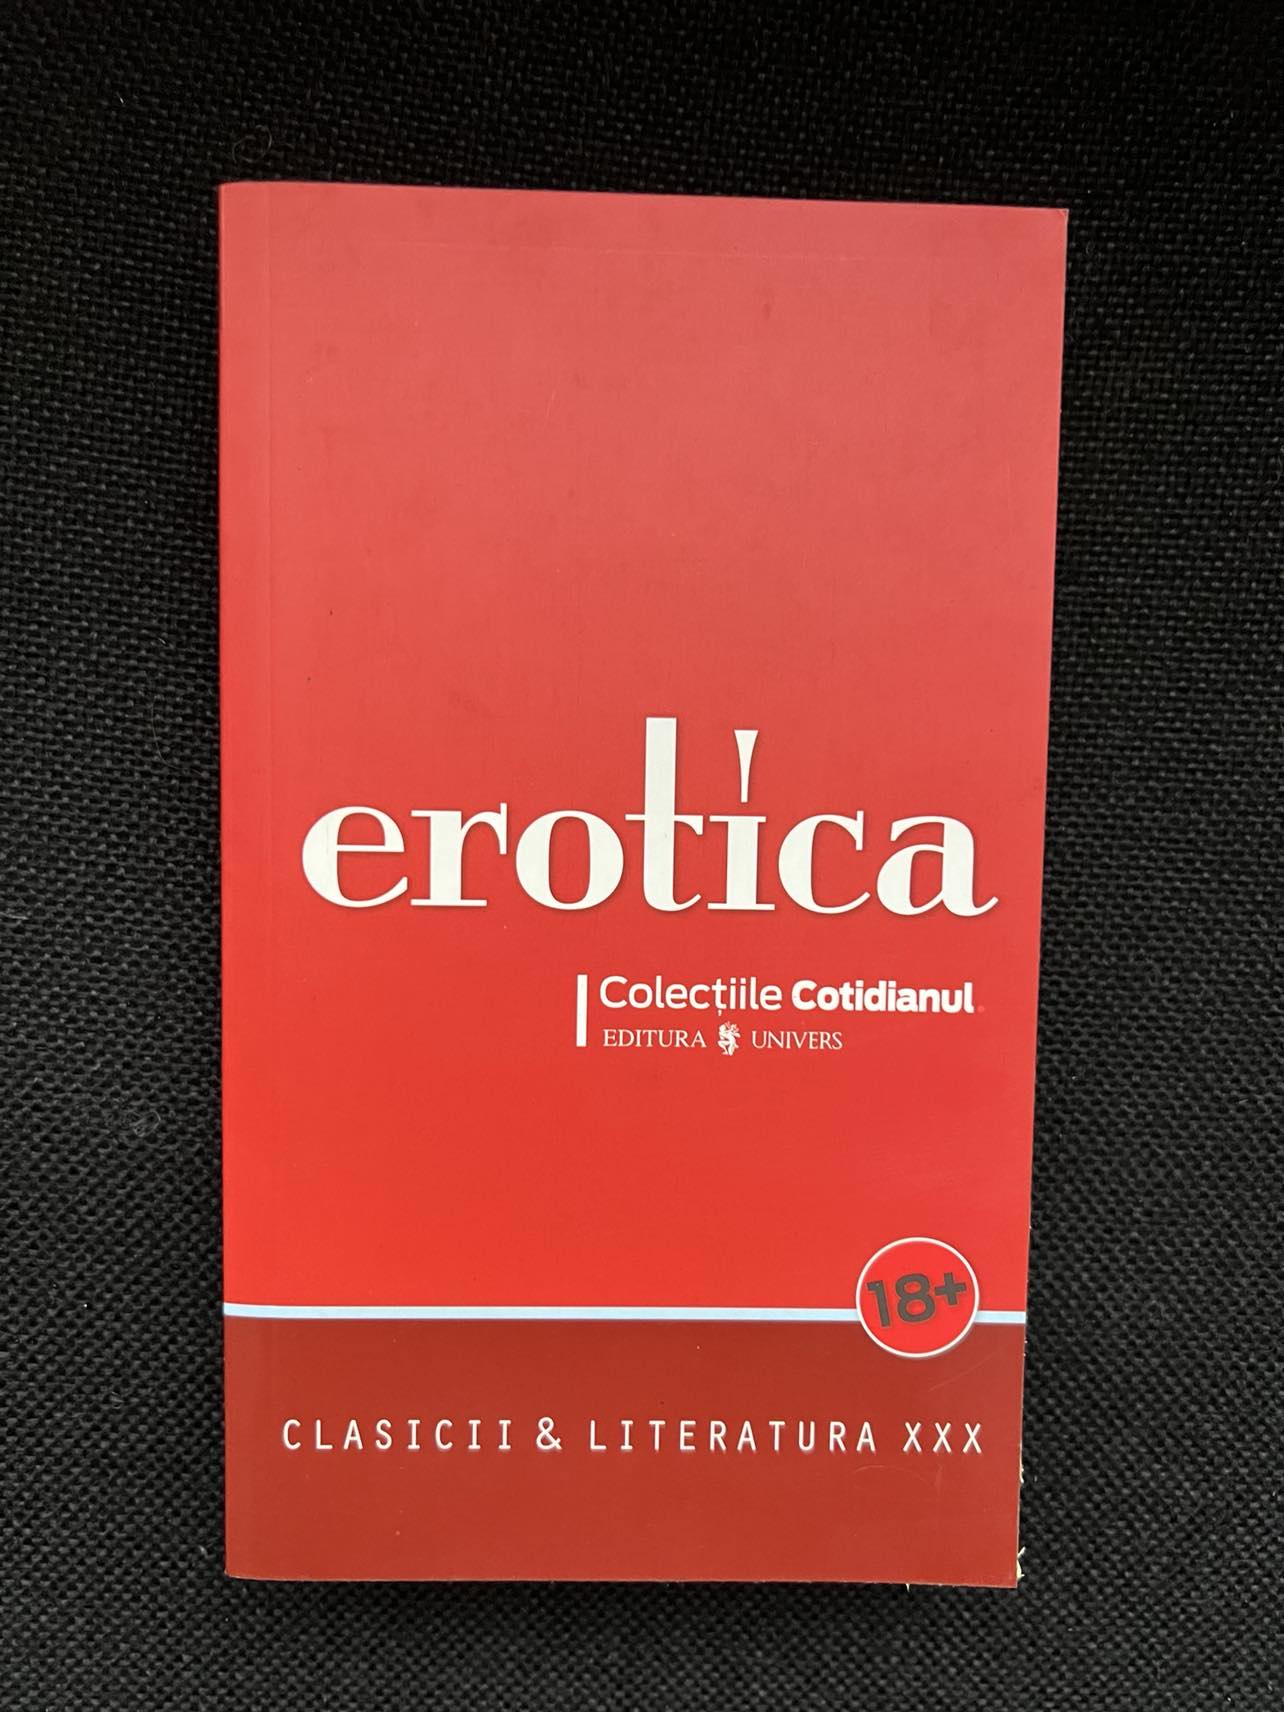 erotica
Colecțiile Cotidianul.
EDITURA UNIVERS
18+
CLASICII & LITERATURA XXX